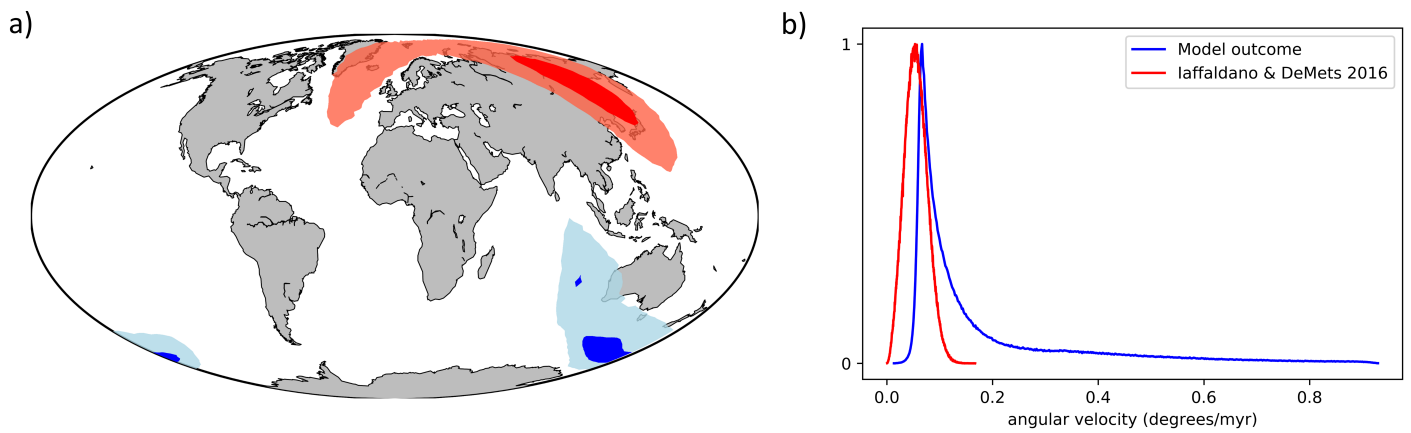 a)
b)
1
0
Model outcome
Iaffaldano & DeMets 2016
0.0 0.2 0.4 0.6 0.8
angular velocity (degrees/myr)